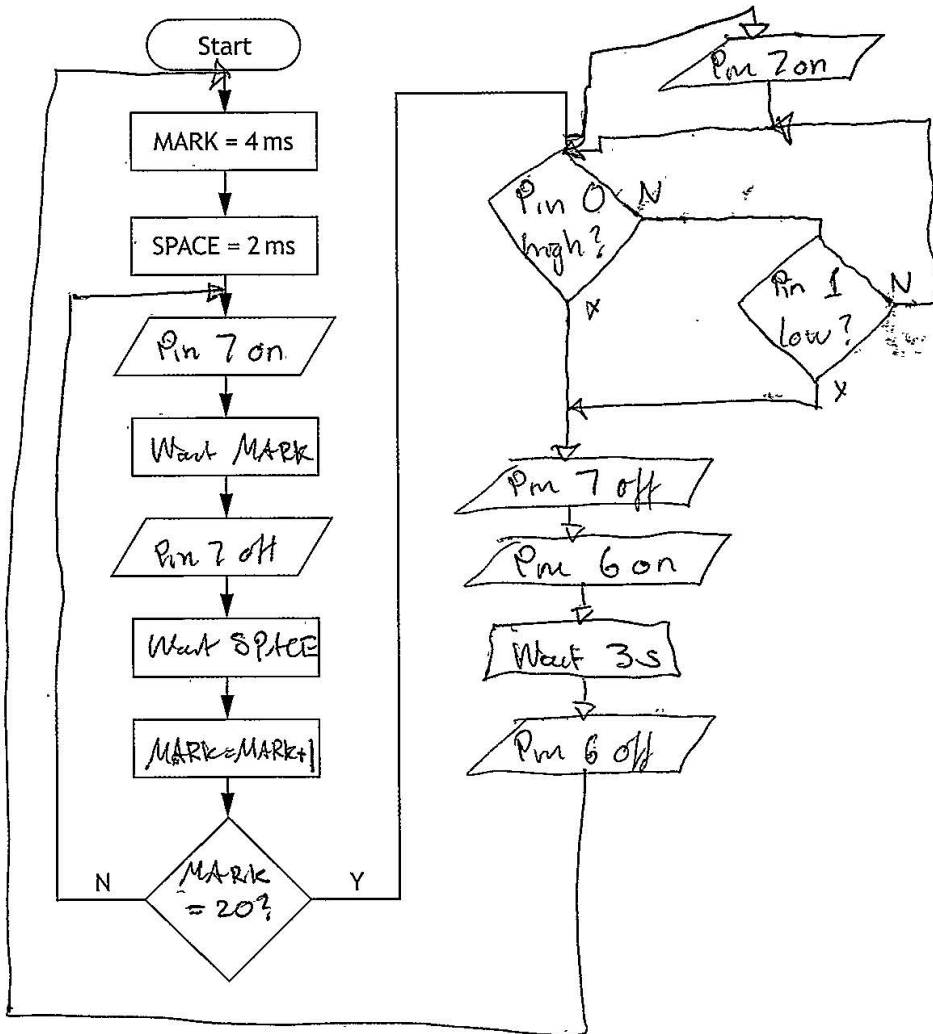 Start
MARK = 4 ms
SPACE = 2 ms
Pin 7 on
Wait MARK
Pin 7 off
Wait SPACE
MARK=MARK+1
MARK
= 20?
N
Y
Pin 7 on
Pin 0
high?
N
Y
Pin 1
low?
N
Y
Pin 7 off
Pin 6 on
Wait 3s
Pin 6 off